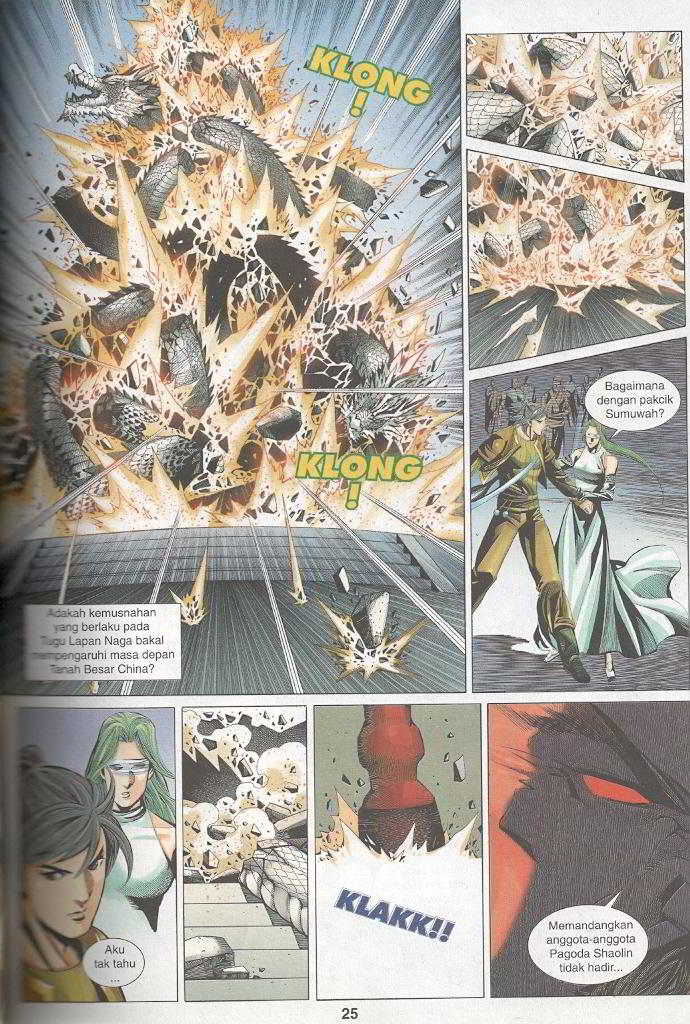 KLONG
!
KLONG
!
Adakah kemusnahan
yang berlaku pada
Tugu Lapan Naga bakal
mempengaruhi masa depan
Tanah Besar China?
Bagaimana
dengan pakcik
Sumuwah?
Aku
tak tahu
...
KLAKK!!
Memandangkan
anggota-anggota
Pagoda Shaolin
tidak hadir...
25